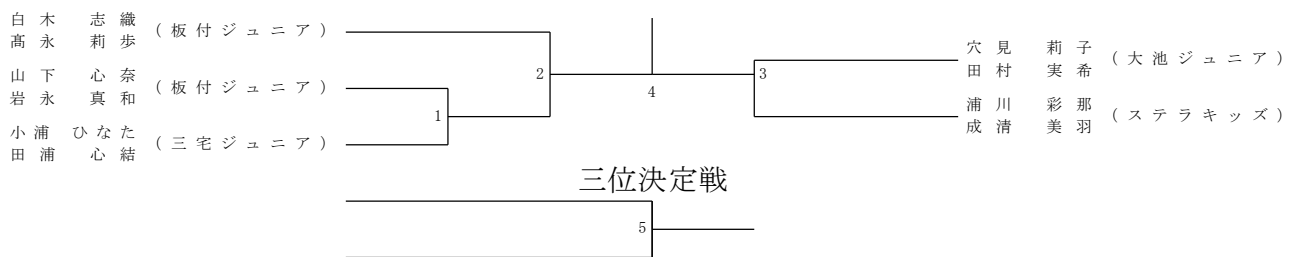 白木 志織
髙永 莉歩
(板付ジュニア)
山下 心奈
岩永 真和
(板付ジュニア)
小浦 ひなた
田浦 心結
(三宅ジュニア)
1
2
4
3
穴見 莉子
田村 実希
(大池ジュニア)
浦川 彩那
成清 美羽
(ステラキッズ)
三位決定戦
5